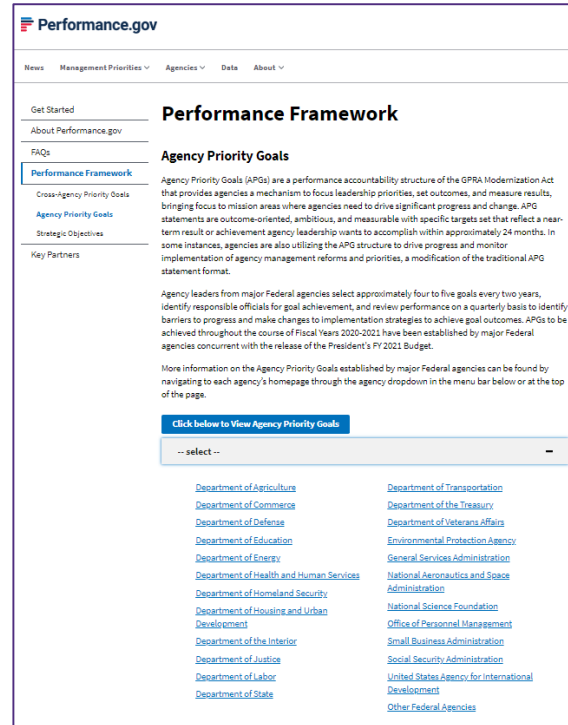 Performance.gov
News Management Priorities Agencies Data About
Get Started
About Performance.gov
FAQs
Performance Framework
Cross-Agency Priority Goals
Agency Priority Goals
Strategic Objectives
Key Partners
Performance Framework
Agency Priority Goals
Agency Priority Goals (APGs) are a performance accountability structure of the GPRA Modernization Act
that provides agencies a mechanism to focus leadership priorities, set outcomes, and measure results,
bringing focus to mission areas where agencies need to drive significant progress and change. APG
statements are outcome-oriented, ambitious, and measurable with specific targets set that reflect a near-
term result or achievement agency leadership wants to accomplish within approximately 24 months. In
some instances, agencies are also utilizing the APG structure to drive progress and monitor
implementation of agency management reforms and priorities, a modification of the traditional APG
statement format.
Agency leaders from major Federal agencies select approximately four to five goals every two years,
identify responsible officials for goal achievement, and review performance on a quarterly basis to identify
barriers to progress and make changes to implementation strategies to achieve goal outcomes. APGs to be
achieved throughout the course of Fiscal Years 2020-2021 have been established by major Federal
agencies concurrent with the release of the President's FY 2021 Budget.
More information on the Agency Priority Goals established by major Federal agencies can be found by
navigating to each agency's homepage through the agency dropdown in the menu bar below or at the top
of the page.
Click below to View Agency Priority Goals
-- select --
Department of Agriculture
Department of Commerce
Department of Defense
Department of Education
Department of Energy
Department of Health and Human Services
Department of Homeland Security
Department of Housing and Urban
Development
Department of the Interior
Department of Justice
Department of Labor
Department of State
Department of Transportation
Department of the Treasury
Department of Veterans Affairs
Environmental Protection Agency
General Services Administration
National Aeronautics and Space
Administration
National Science Foundation
Office of Personnel Management
Small Business Administration
Social Security Administration
United States Agency for International
Development
Other Federal Agencies